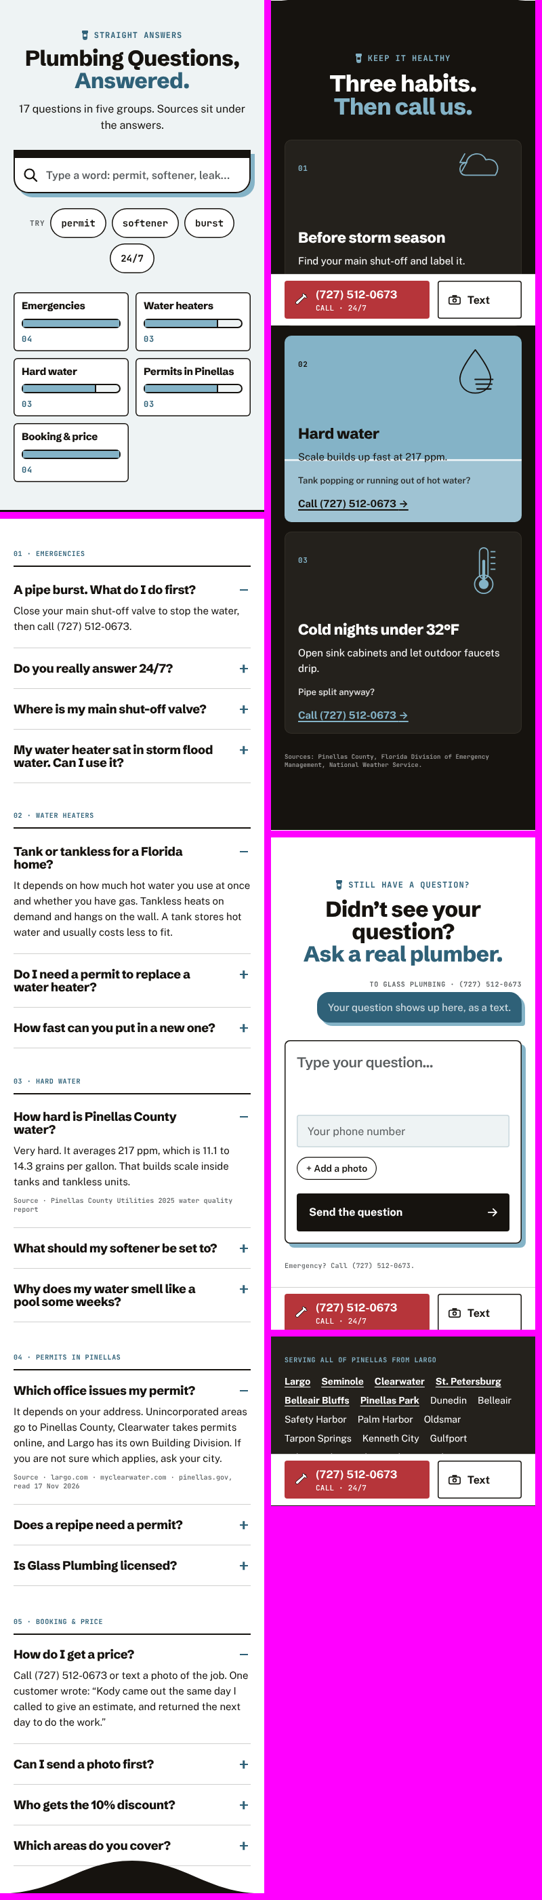 STRAIGHT ANSWERS
Plumbing Questions,
Answered.
17 questions in five groups. Sources sit under
the answers.
Type a word: permit, softener, leak...
TRY permit softener burst
24/7
Emergencies
04
Water heaters
03
Hard water
03
Permits in Pinellas
03
Booking & price
04
01 · EMERGENCIES
A pipe burst. What do I do first? −
Close your main shut-off valve to stop the water,
then call (727) 512-0673.
Do you really answer 24/7? +
Where is my main shut-off valve? +
My water heater sat in storm flood +
water. Can I use it?
02 · WATER HEATERS
Tank or tankless for a Florida −
home?
It depends on how much hot water you use at once
and whether you have gas. Tankless heats on
demand and hangs on the wall. A tank stores hot
water and usually costs less to fit.
Do I need a permit to replace a +
water heater?
How fast can you put in a new one? +
03 · HARD WATER
How hard is Pinellas County −
water?
Very hard. It averages 217 ppm, which is 11.1 to
14.3 grains per gallon. That builds scale inside
tanks and tankless units.
Source · Pinellas County Utilities 2025 water quality
report
What should my softener be set to? +
Why does my water smell like a +
pool some weeks?
04 · PERMITS IN PINELLAS
Which office issues my permit? −
It depends on your address. Unincorporated areas
go to Pinellas County, Clearwater takes permits
online, and Largo has its own Building Division. If
you are not sure which applies, ask your city.
Source · largo.com · myclearwater.com · pinellas.gov,
read 17 Nov 2026
Does a repipe need a permit? +
Is Glass Plumbing licensed? +
05 · BOOKING & PRICE
How do I get a price? −
Call (727) 512-0673 or text a photo of the job. One
customer wrote: “Kody came out the same day I
called to give an estimate, and returned the next
day to do the work.”
Can I send a photo first? +
Who gets the 10% discount? +
Which areas do you cover? +
KEEP IT HEALTHY
Three habits.
Then call us.
01
Before storm season
Find your main shut-off and label it.
(727) 512-0673
CALL · 24/7
Text
02
Hard water
Scale builds up fast at 217 ppm.
Tank popping or running out of hot water?
Call (727) 512-0673 →
03
Cold nights under 32°F
Open sink cabinets and let outdoor faucets
drip.
Pipe split anyway?
Call (727) 512-0673 →
Sources: Pinellas County, Florida Division of Emergency
Management, National Weather Service.
STILL HAVE A QUESTION?
Didn’t see your
question?
Ask a real plumber.
TO GLASS PLUMBING · (727) 512-0673
Your question shows up here, as a text.
Type your question...
Your phone number
+ Add a photo
Send the question →
Emergency? Call (727) 512-0673.
(727) 512-0673
CALL · 24/7
Text
SERVING ALL OF PINELLAS FROM LARGO
Largo Seminole Clearwater St. Petersburg
Belleair Bluffs Pinellas Park Dunedin Belleair
Safety Harbor Palm Harbor Oldsmar
Tarpon Springs Kenneth City Gulfport
(727) 512-0673
CALL · 24/7
Text